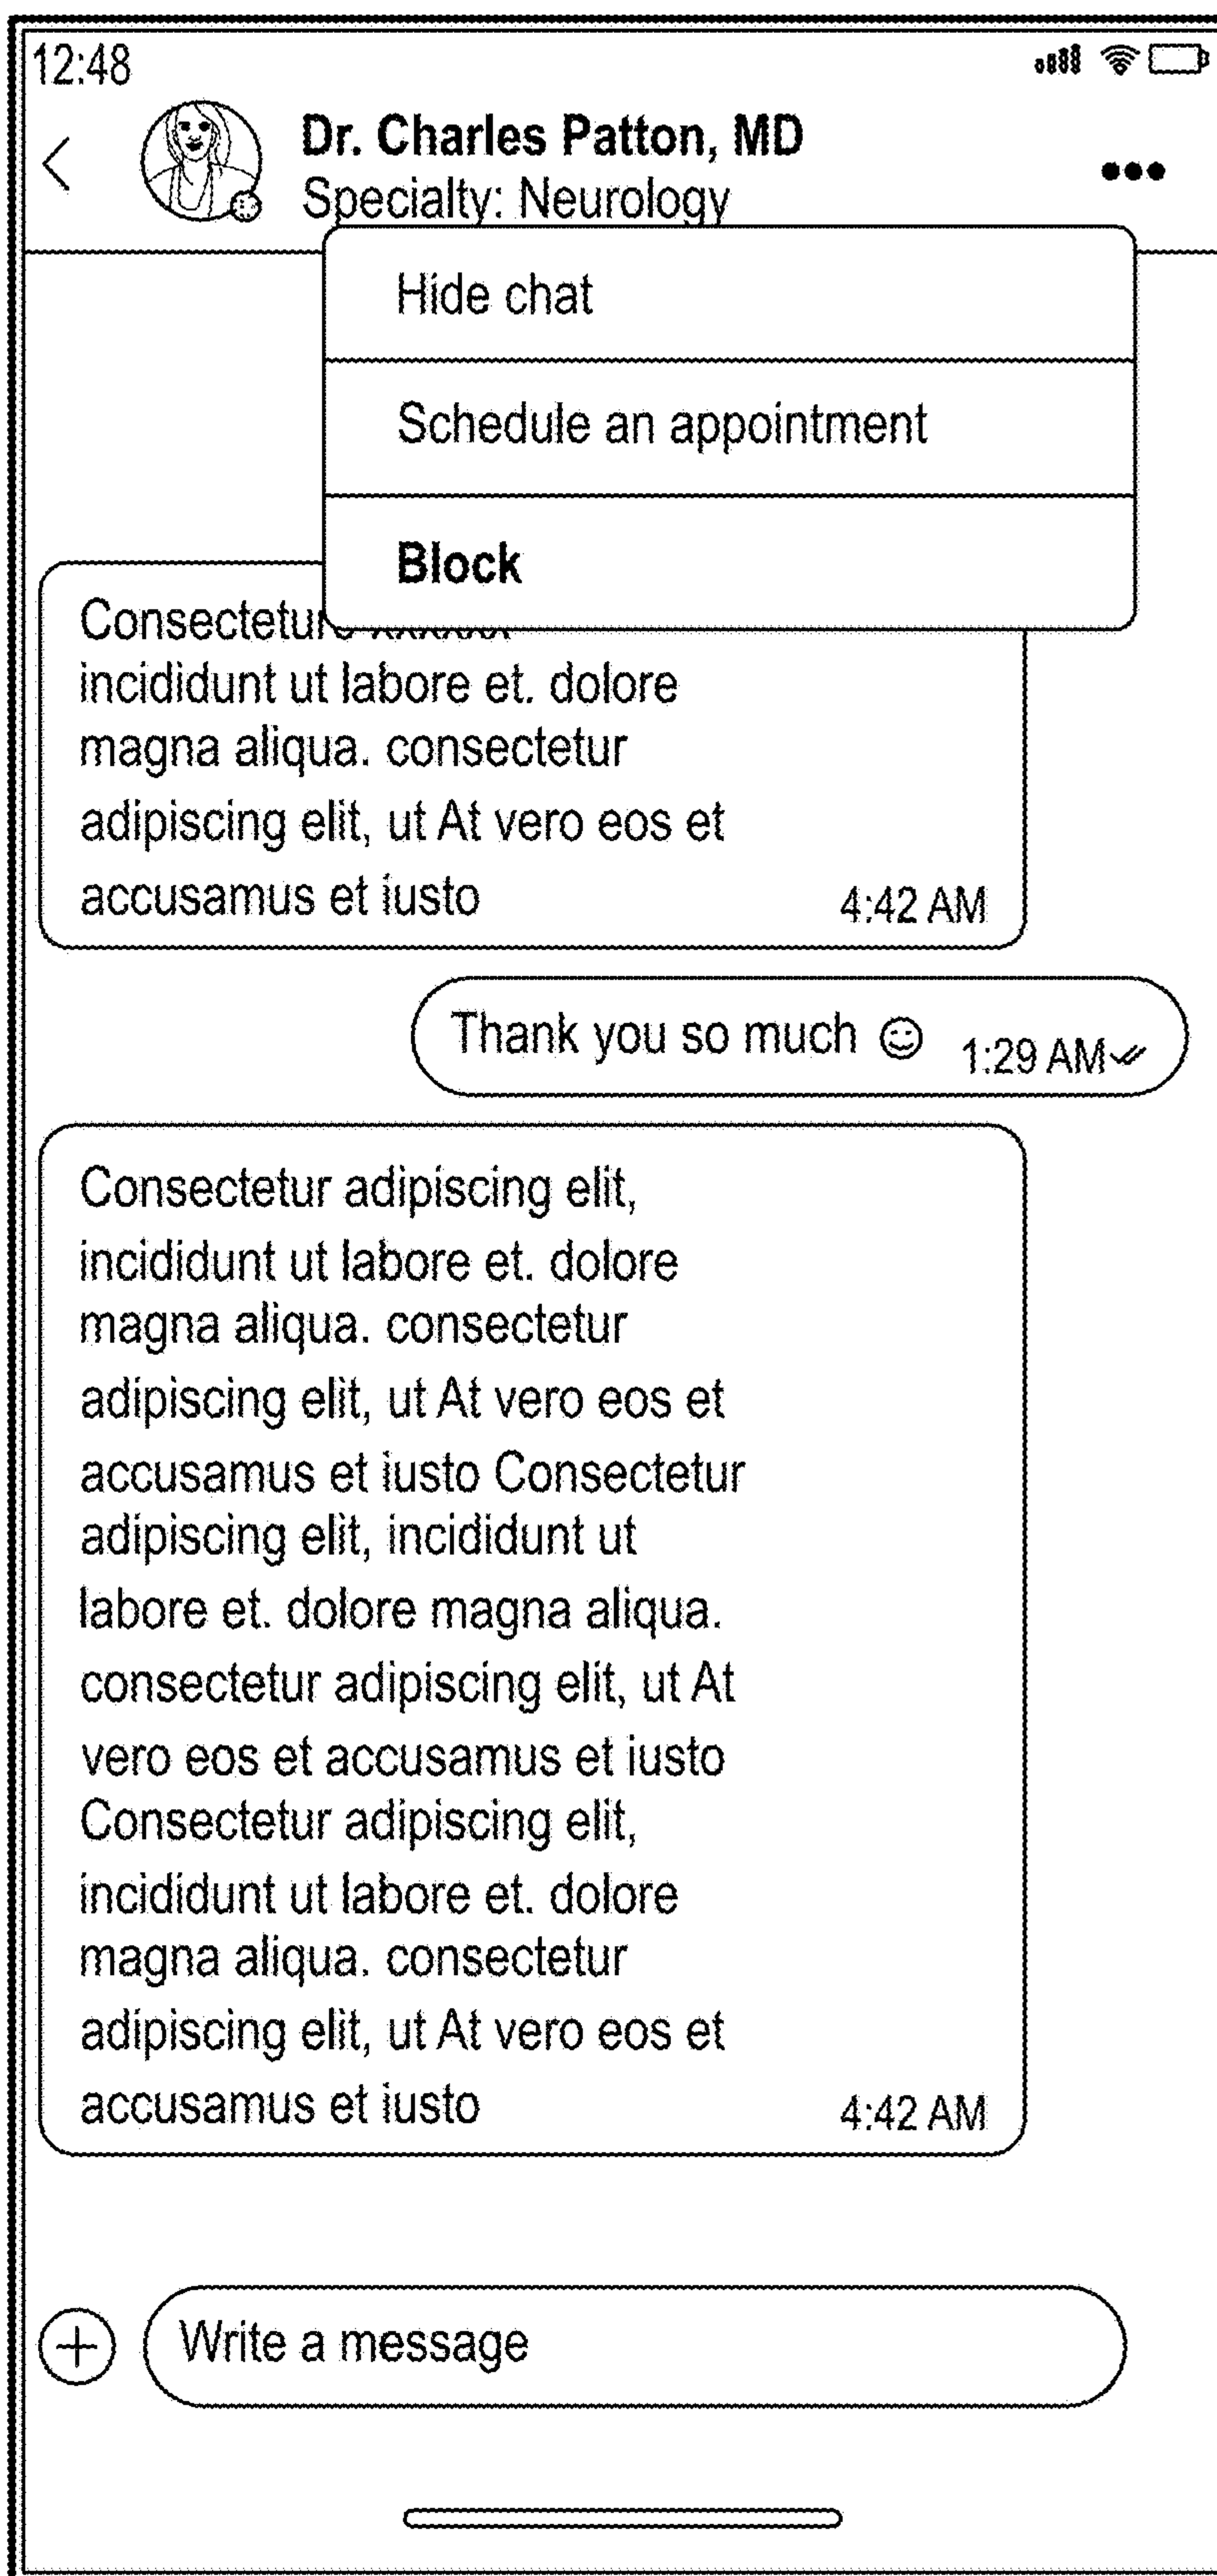 12:48
Dr. Charles Patton, MD
Specialty: Neurology
Hide chat
Schedule an appointment
Block
incididunt ut labore et. dolore
magna aliqua. consectetur
adipiscing elit, ut At vero eos et
accusamus et iusto
4:42 AM
Thank you so much ☺ 1:29 AM
Consectetur adipiscing elit,
incididunt ut labore et. dolore
magna aliqua. consectetur
adipiscing elit, ut At vero eos et
accusamus et iusto Consectetur
adipiscing elit, incididunt ut
labore et. dolore magna aliqua.
consectetur adipiscing elit, ut At
vero eos et accusamus et iusto
Consectetur adipiscing elit,
incididunt ut labore et. dolore
magna aliqua. consectetur
adipiscing elit, ut At vero eos et
accusamus et iusto
4:42 AM
Write a message